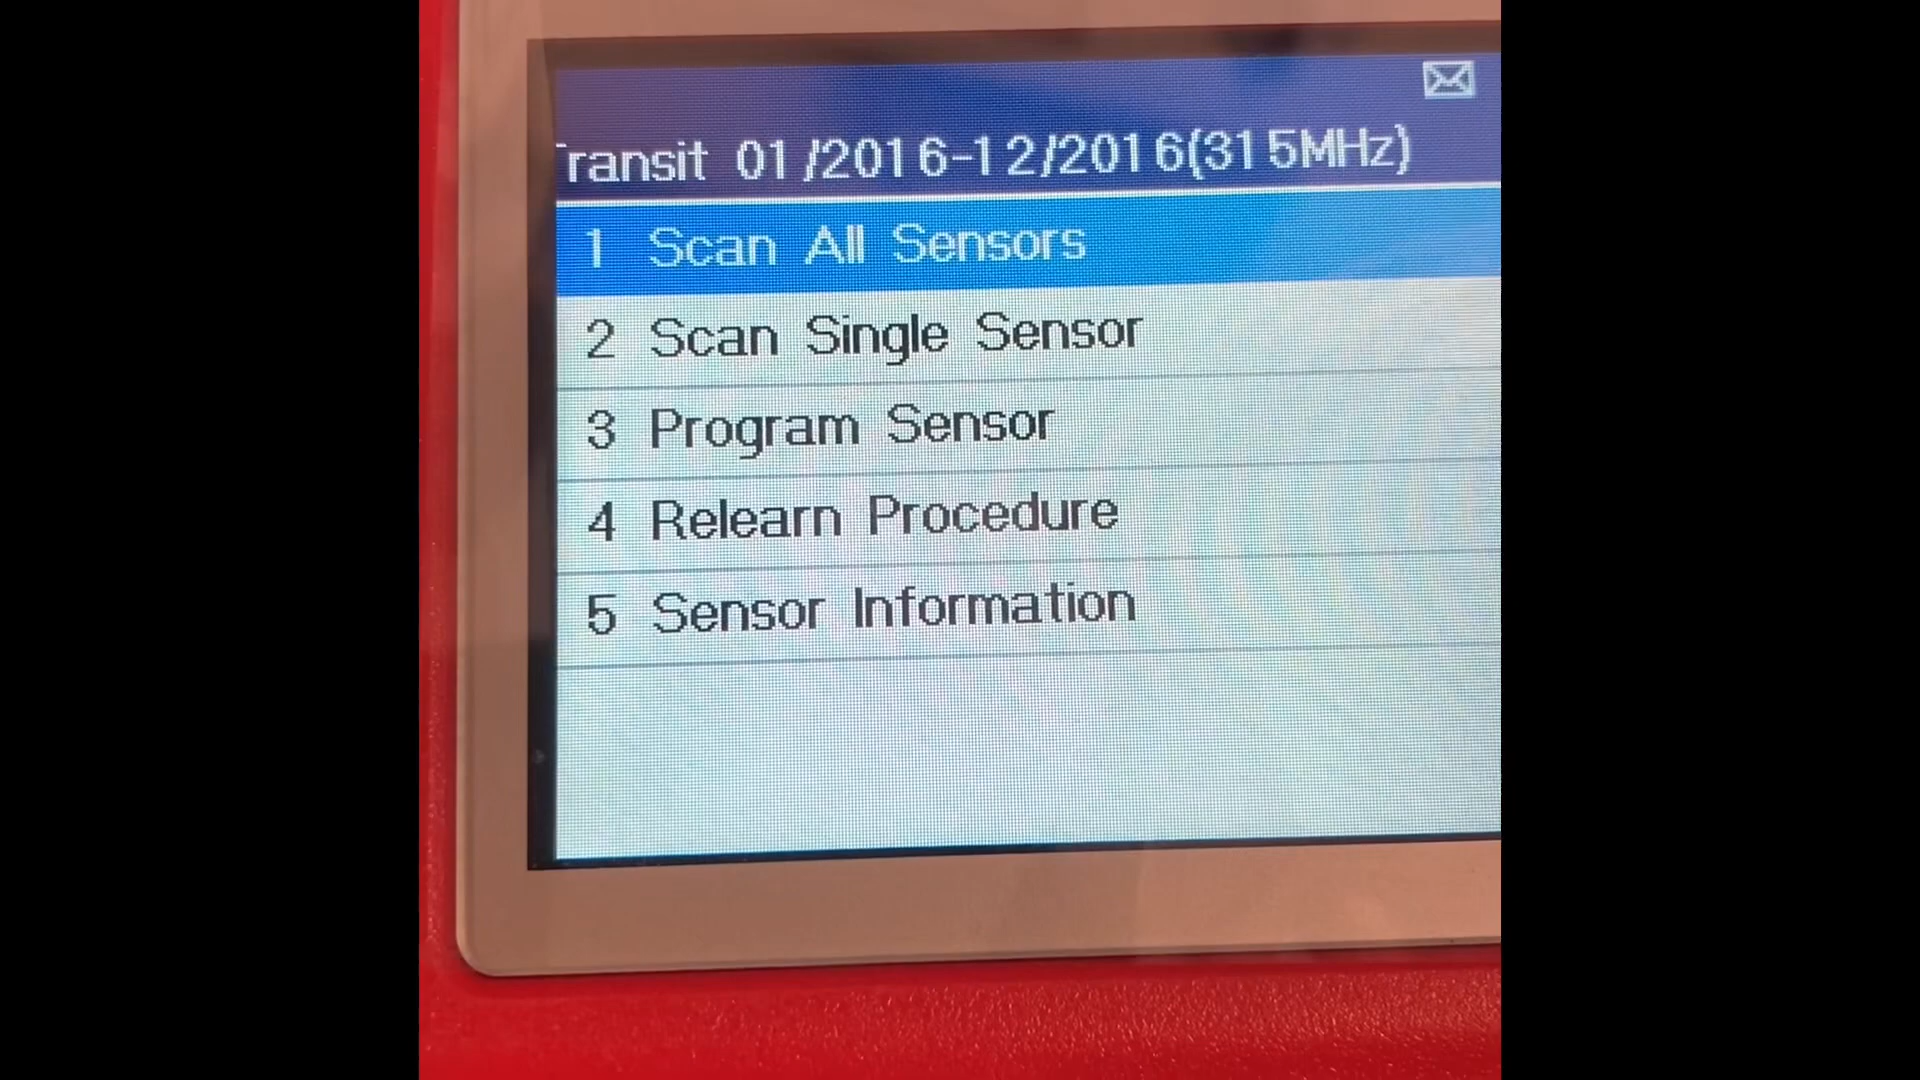 Transit 01/2016-12/2016(315MHz)
1 Scan All Sensors
2 Scan Single Sensor
3 Program Sensor
4 Relearn Procedure
5 Sensor Information